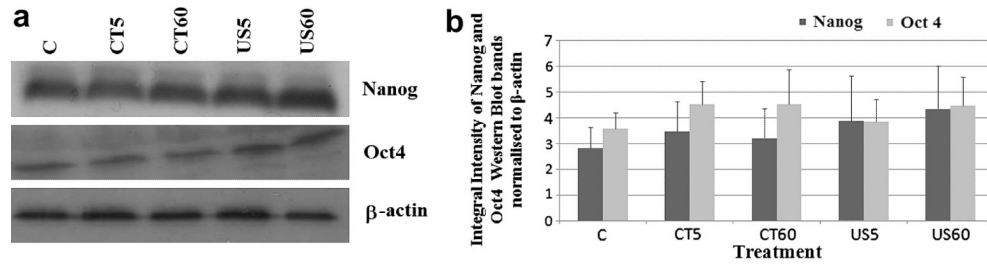 a
C
CT5
CT60
US5
US60
Nanog
Oct4
β-actin
b
Nanog
Oct 4
Integral Intensity of Nanog and
Oct4 Western Blot bands
normalised to β-actin
7
6
5
4
3
2
1
0
C
CT5
CT60
US5
US60
Treatment